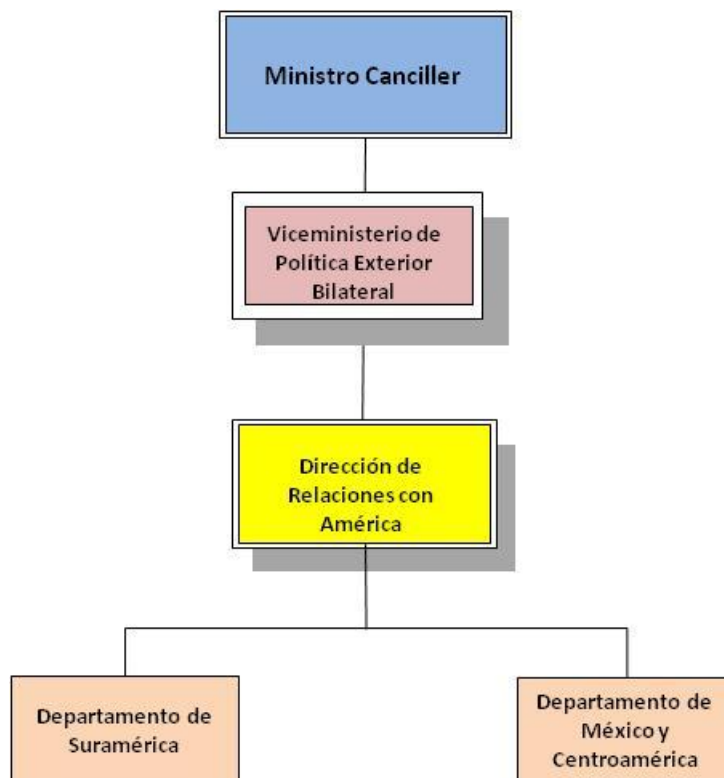 Ministro Canciller
Viceministerio de
Política Exterior
Bilateral
Dirección de
Relaciones con
América
Departamento de
Suramérica
Departamento de
México y
Centroamérica